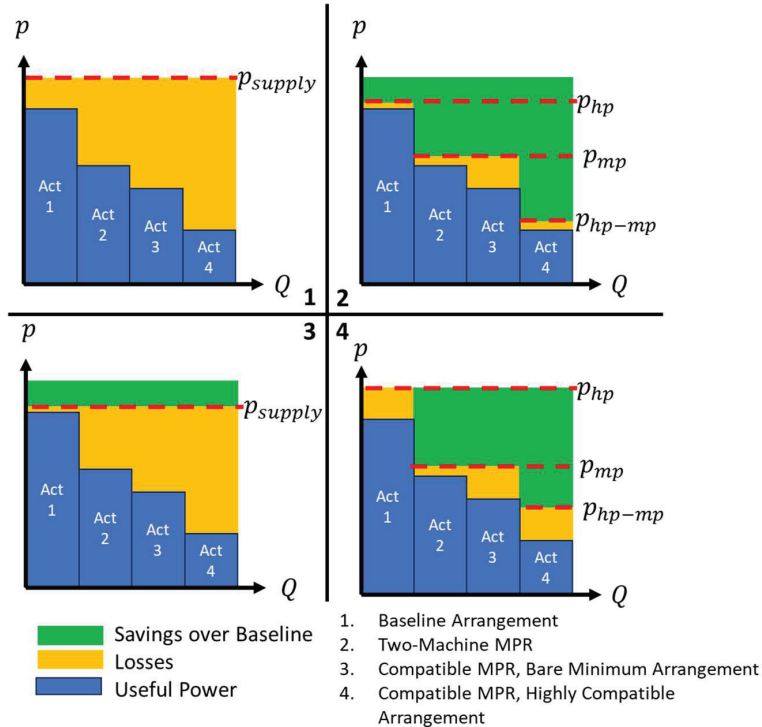 p
p_supply
Act 1
Act 2
Act 3
Act 4
Q
1
p
p_hp
p_mp
p_hp−mp
Act 1
Act 2
Act 3
Act 4
Q
2
3
p
p_supply
Act 1
Act 2
Act 3
Act 4
Q
4
p
p_hp
p_mp
p_hp−mp
Act 1
Act 2
Act 3
Act 4
Q
Savings over Baseline
Losses
Useful Power
1. Baseline Arrangement
2. Two-Machine MPR
3. Compatible MPR, Bare Minimum Arrangement
4. Compatible MPR, Highly Compatible
Arrangement